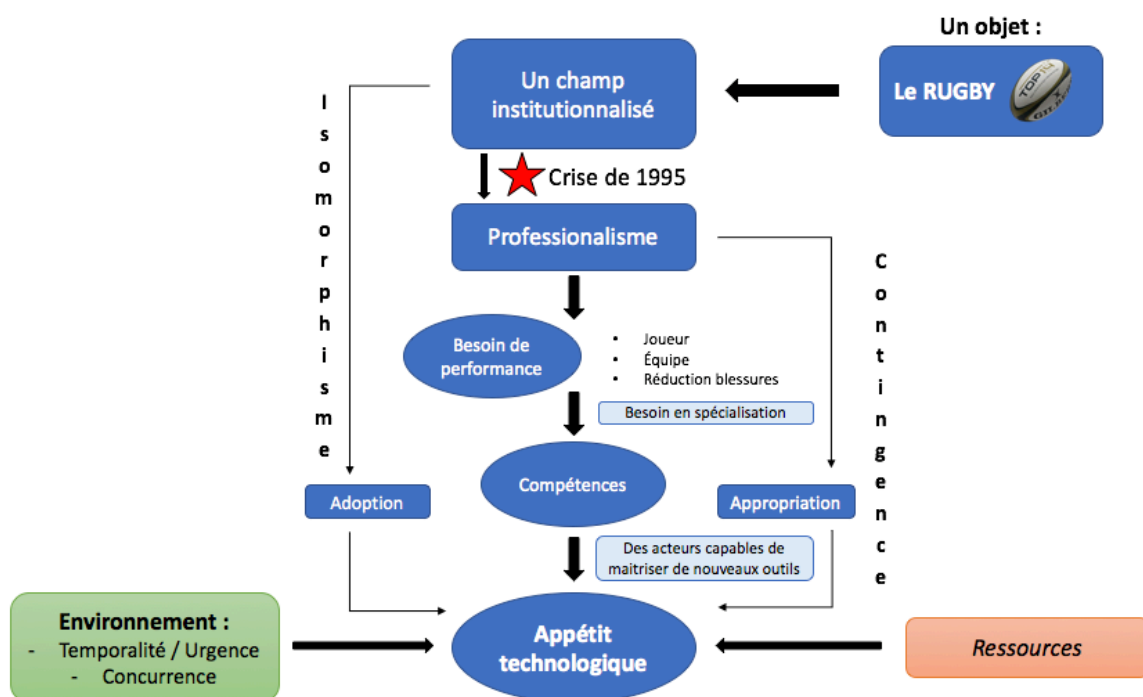 Un objet :
Un champ
institutionnalisé
Le RUGBY
TOP14
Isomorphisme
Crise de 1995
Professionalisme
Contingence
Besoin de
performance
▪ Joueur
▪ Équipe
▪ Réduction blessures
Besoin en spécialisation
Compétences
Adoption
Appropriation
Des acteurs capables de
maitriser de nouveaux outils
Environnement :
- Temporalité / Urgence
- Concurrence
Appétit
technologique
Ressources